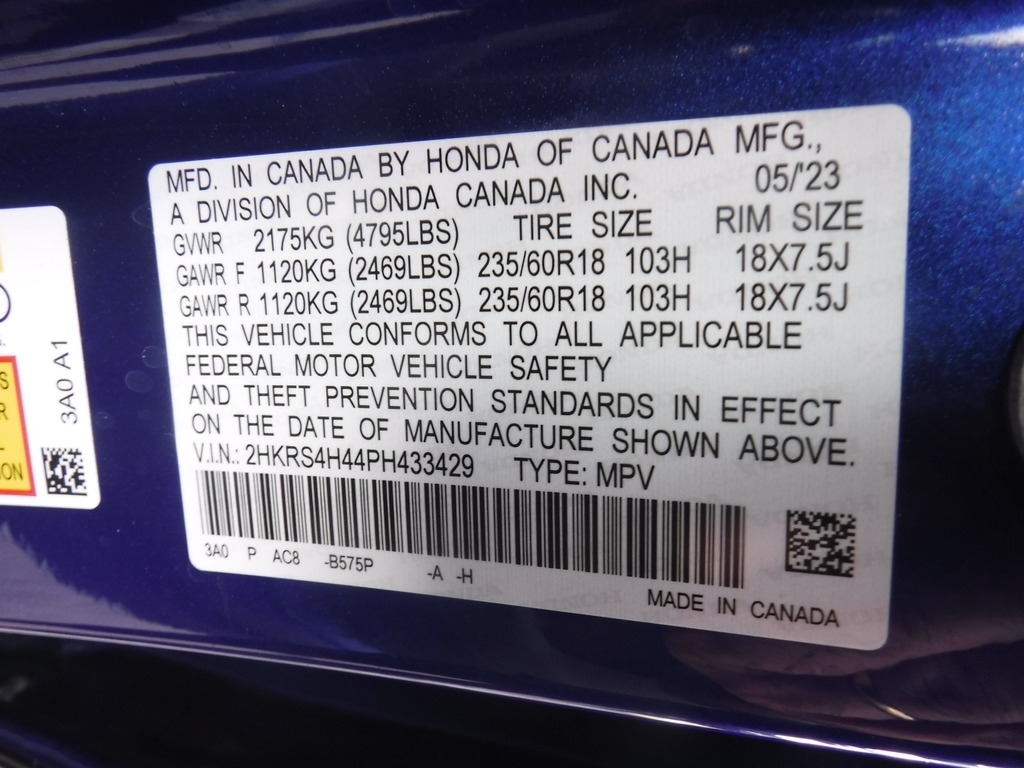 MFD. IN CANADA BY HONDA OF CANADA MFG.,
A DIVISION OF HONDA CANADA INC. 05/'23
GVWR 2175KG (4795LBS) TIRE SIZE RIM SIZE
GAWR F 1120KG (2469LBS) 235/60R18 103H 18X7.5J
GAWR R 1120KG (2469LBS) 235/60R18 103H 18X7.5J
THIS VEHICLE CONFORMS TO ALL APPLICABLE
FEDERAL MOTOR VEHICLE SAFETY
AND THEFT PREVENTION STANDARDS IN EFFECT
ON THE DATE OF MANUFACTURE SHOWN ABOVE.
V.I.N.: 2HKRS4H44PH433429 TYPE: MPV
3A0 P AC8 -B575P -A -H
MADE IN CANADA
3A0 A1